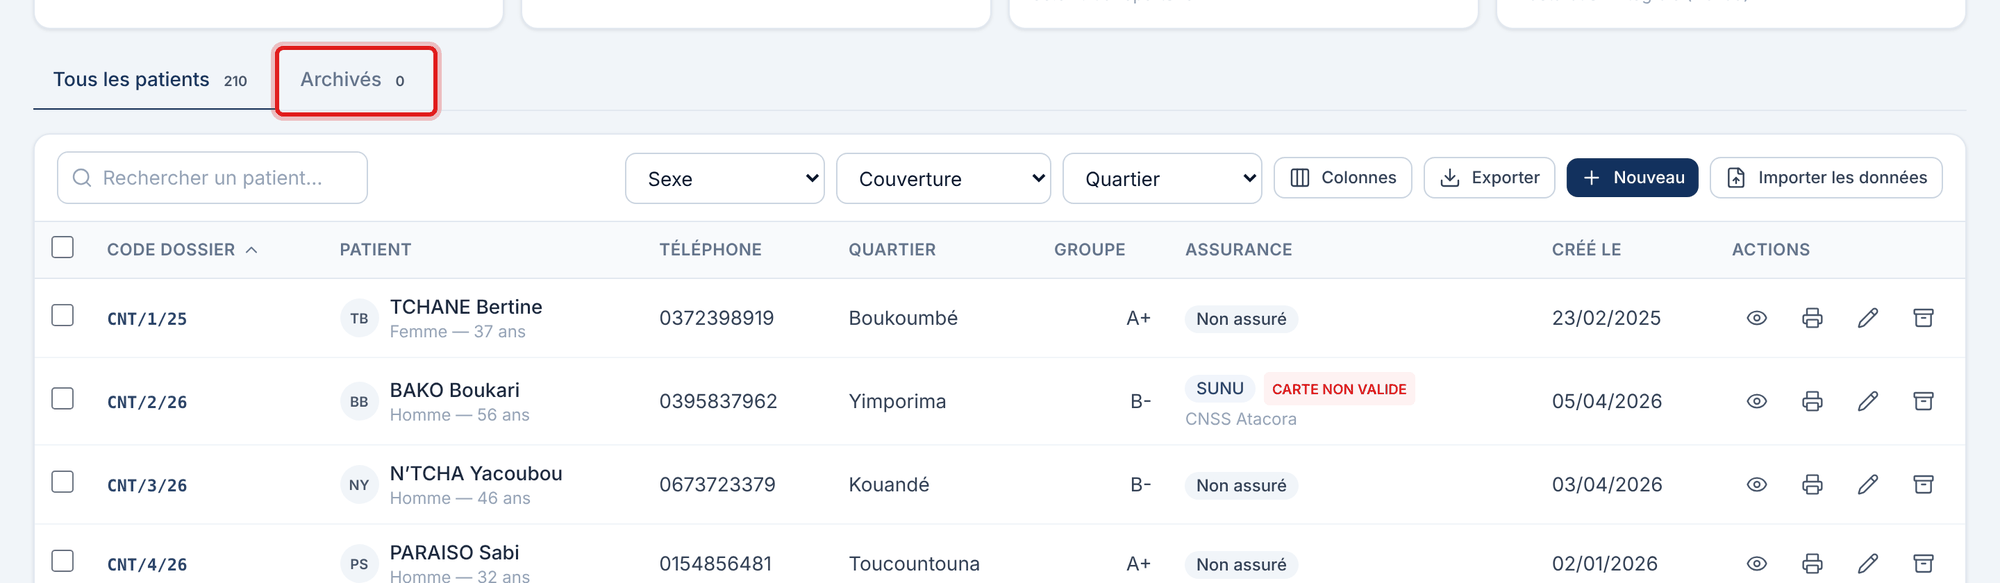 Tous les patients 210 Archivés 0
Rechercher un patient... Sexe Couverture Quartier Colonnes Exporter + Nouveau Importer les données
CODE DOSSIER PATIENT TÉLÉPHONE QUARTIER GROUPE ASSURANCE CRÉÉ LE ACTIONS
CNT/1/25 TB TCHANE Bertine 0372398919 Boukoumbé A+ Non assuré 23/02/2025
Femme — 37 ans
CNT/2/26 BB BAKO Boukari 0395837962 Yimporima B- SUNU CARTE NON VALIDE 05/04/2026
Homme — 56 ans CNSS Atacora
CNT/3/26 NY N’TCHA Yacoubou 0673723379 Kouandé B- Non assuré 03/04/2026
Homme — 46 ans
CNT/4/26 PS PARAISO Sabi 0154856481 Toucountouna A+ Non assuré 02/01/2026
Homme — 32 ans